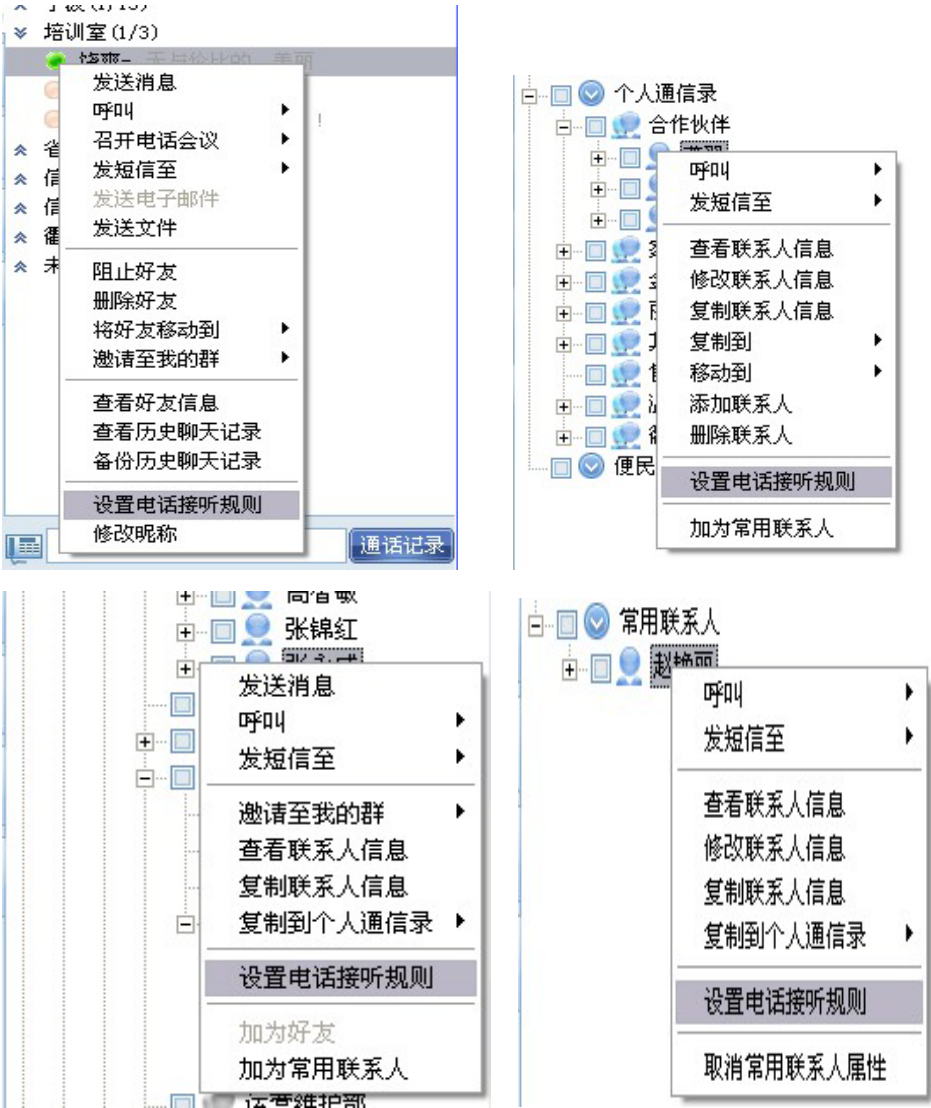 培训室(1/3)
发送消息
呼叫
召开电话会议
发短信至
发送电子邮件
发送文件
阻止好友
删除好友
将好友移动到
邀请至我的群
查看好友信息
查看历史聊天记录
备份历史聊天记录
设置电话接听规则
修改昵称
省
信
信
衢
未
通话记录
个人通信录
合作伙伴
呼叫
发短信至
查看联系人信息
修改联系人信息
复制联系人信息
复制到
移动到
添加联系人
删除联系人
设置电话接听规则
加为常用联系人
便民
张锦红
发送消息
呼叫
发短信至
邀请至我的群
查看联系人信息
复制联系人信息
复制到个人通信录
设置电话接听规则
加为好友
加为常用联系人
运营维护部
常用联系人
赵艳丽
呼叫
发短信至
查看联系人信息
修改联系人信息
复制联系人信息
复制到个人通信录
设置电话接听规则
取消常用联系人属性